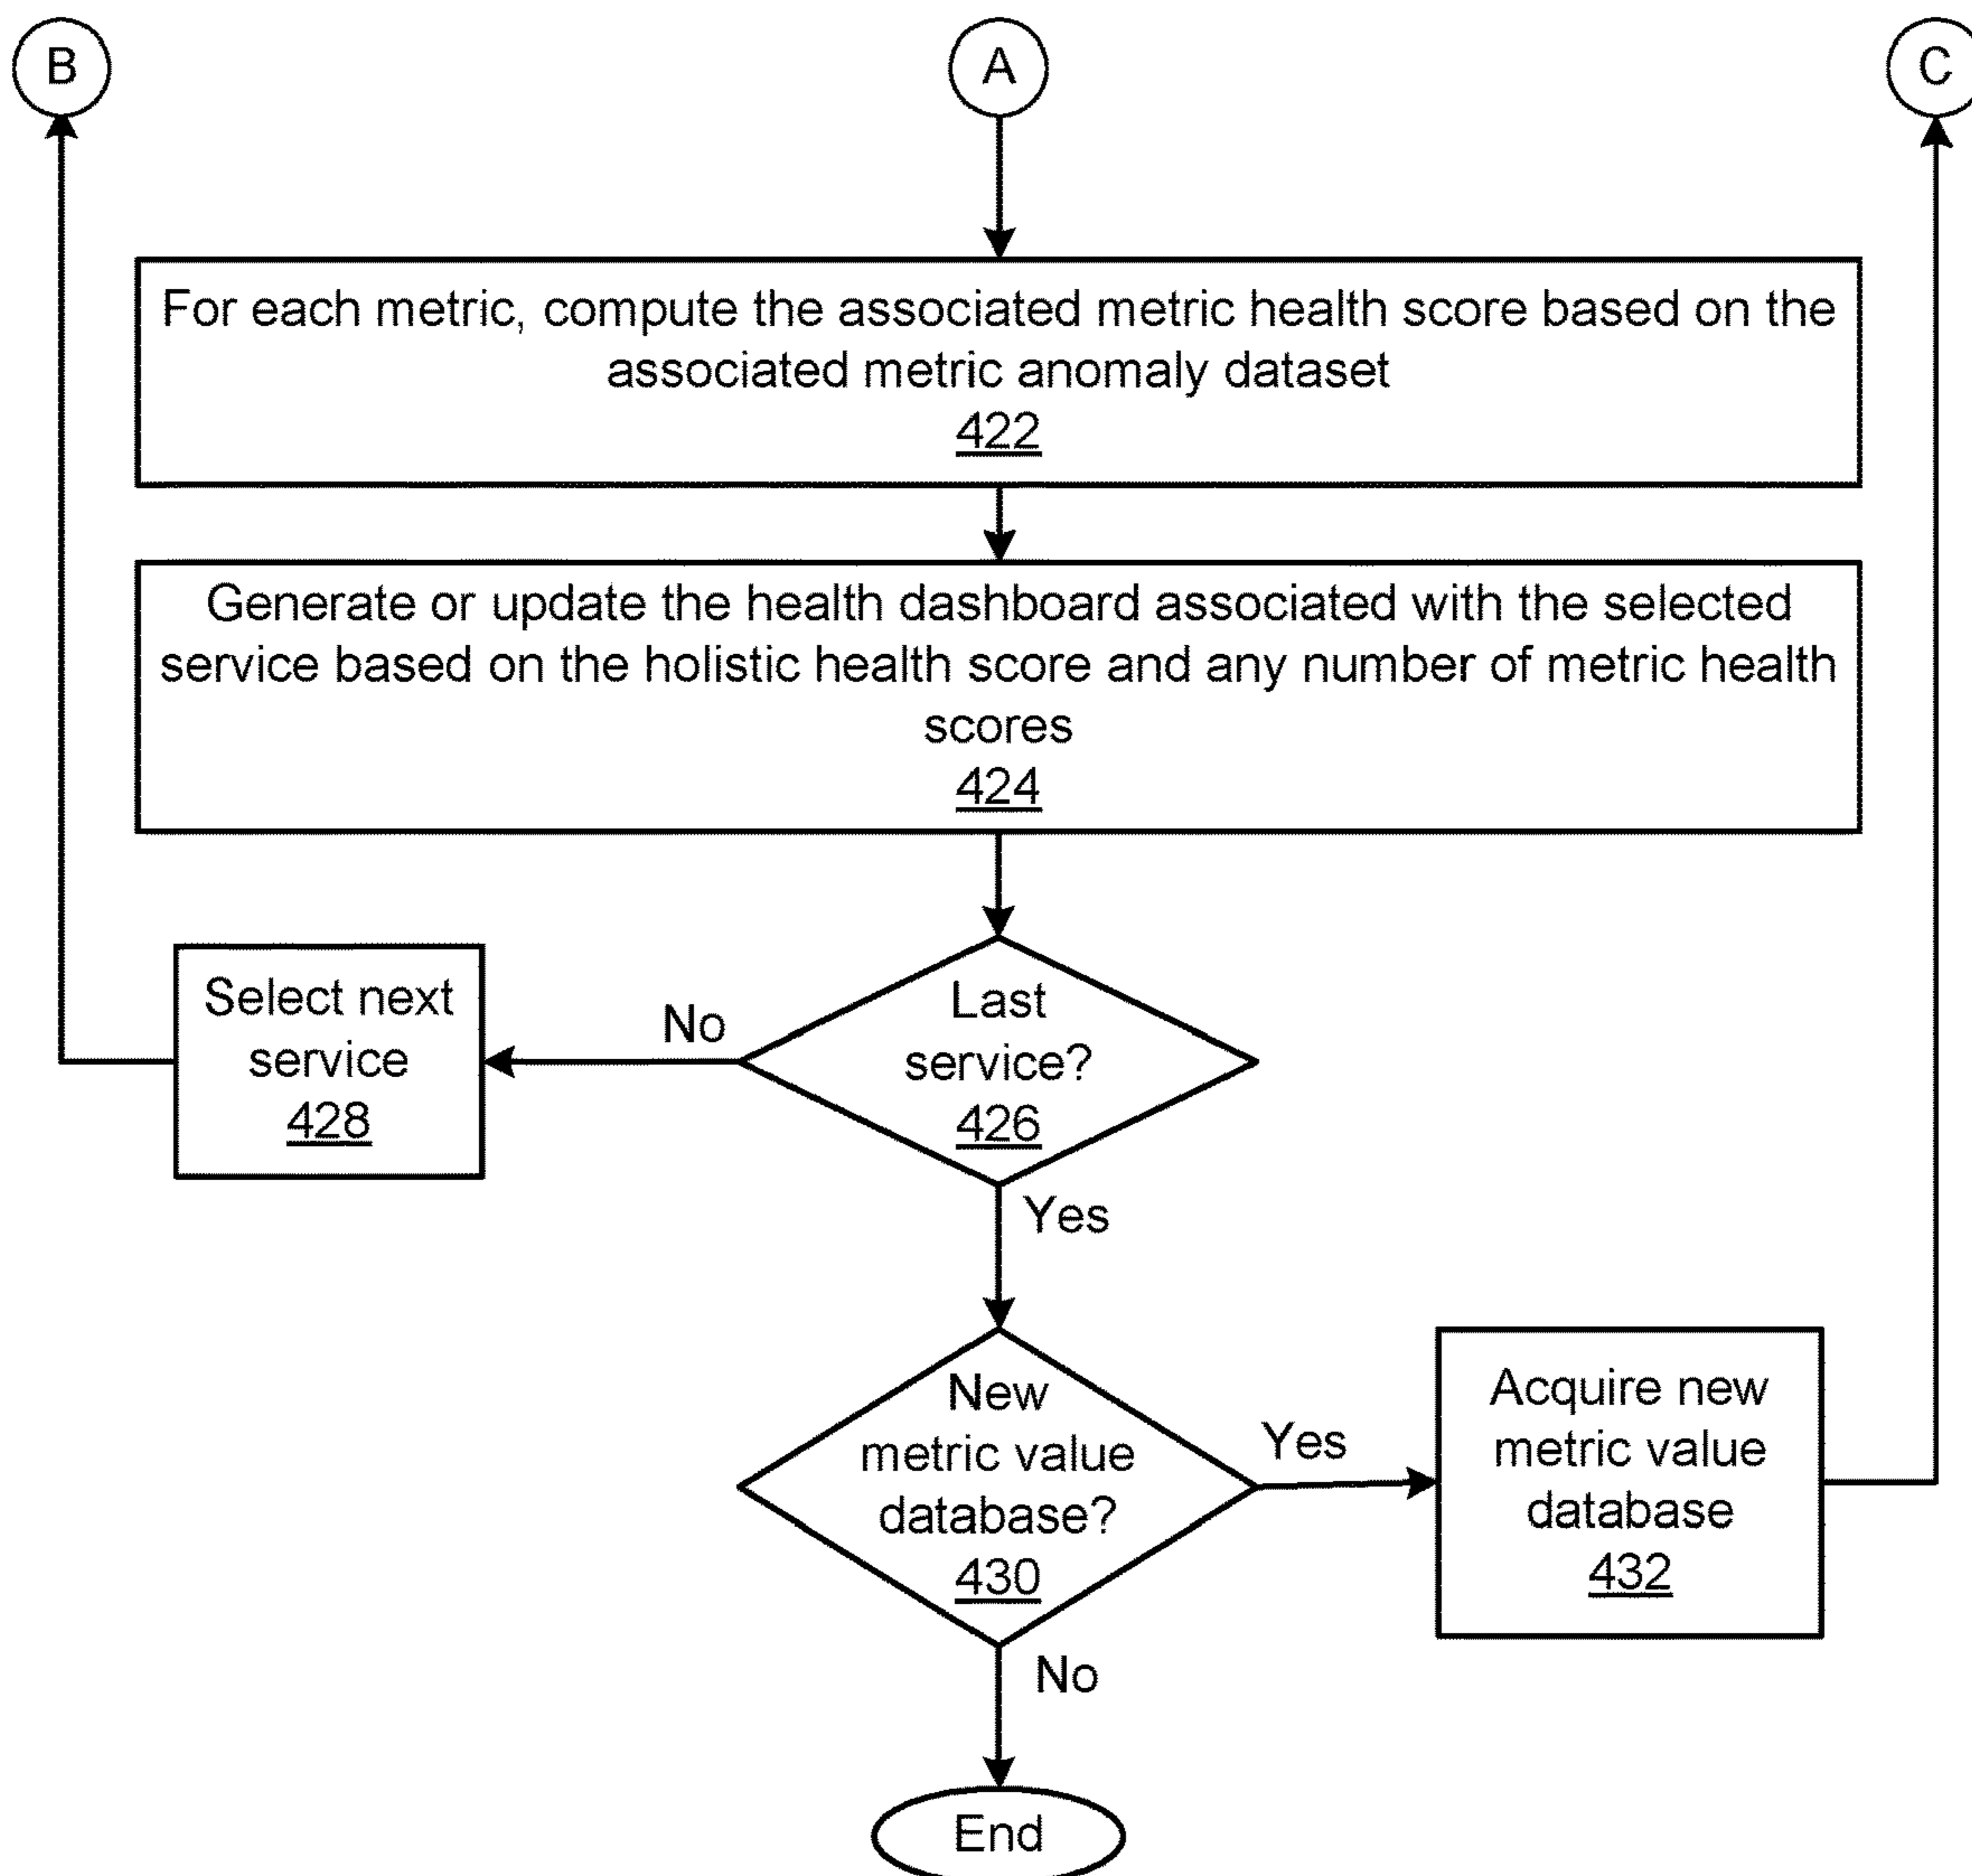 B
A
C
For each metric, compute the associated metric health score based on the
associated metric anomaly dataset
422
Generate or update the health dashboard associated with the selected
service based on the holistic health score and any number of metric health
scores
424
Last
service?
426
No
Select next
service
428
Yes
New
metric value
database?
430
Yes
Acquire new
metric value
database
432
No
End